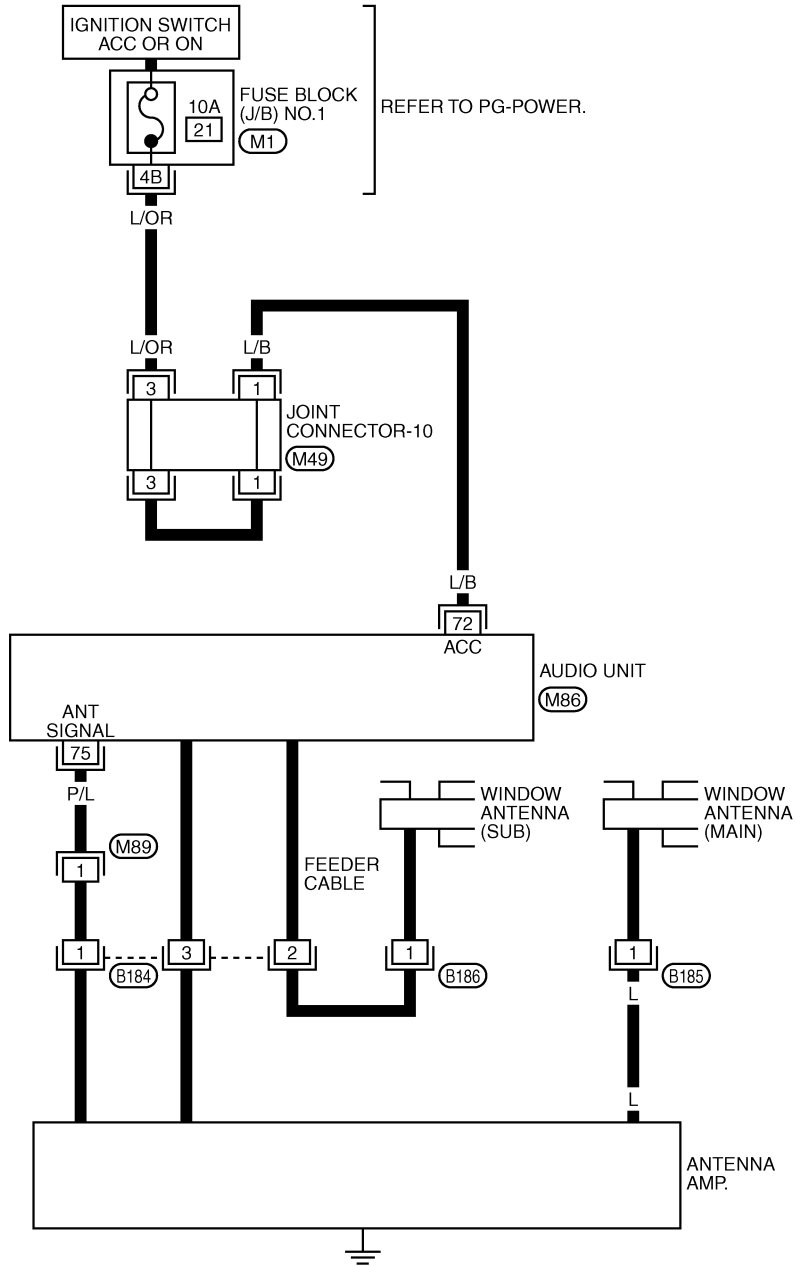 IGNITION SWITCH
ACC OR ON
10A
21
FUSE BLOCK
(J/B) NO.1
M1
REFER TO PG-POWER.
4B
L/OR
L/OR
L/B
3
1
JOINT
CONNECTOR-10
M49
3
1
L/B
72
ACC
AUDIO UNIT
M86
ANT
SIGNAL
75
P/L
M89
1
FEEDER
CABLE
WINDOW
ANTENNA
(SUB)
WINDOW
ANTENNA
(MAIN)
1
3
2
1
1
B184
B186
B185
L
L
ANTENNA
AMP.